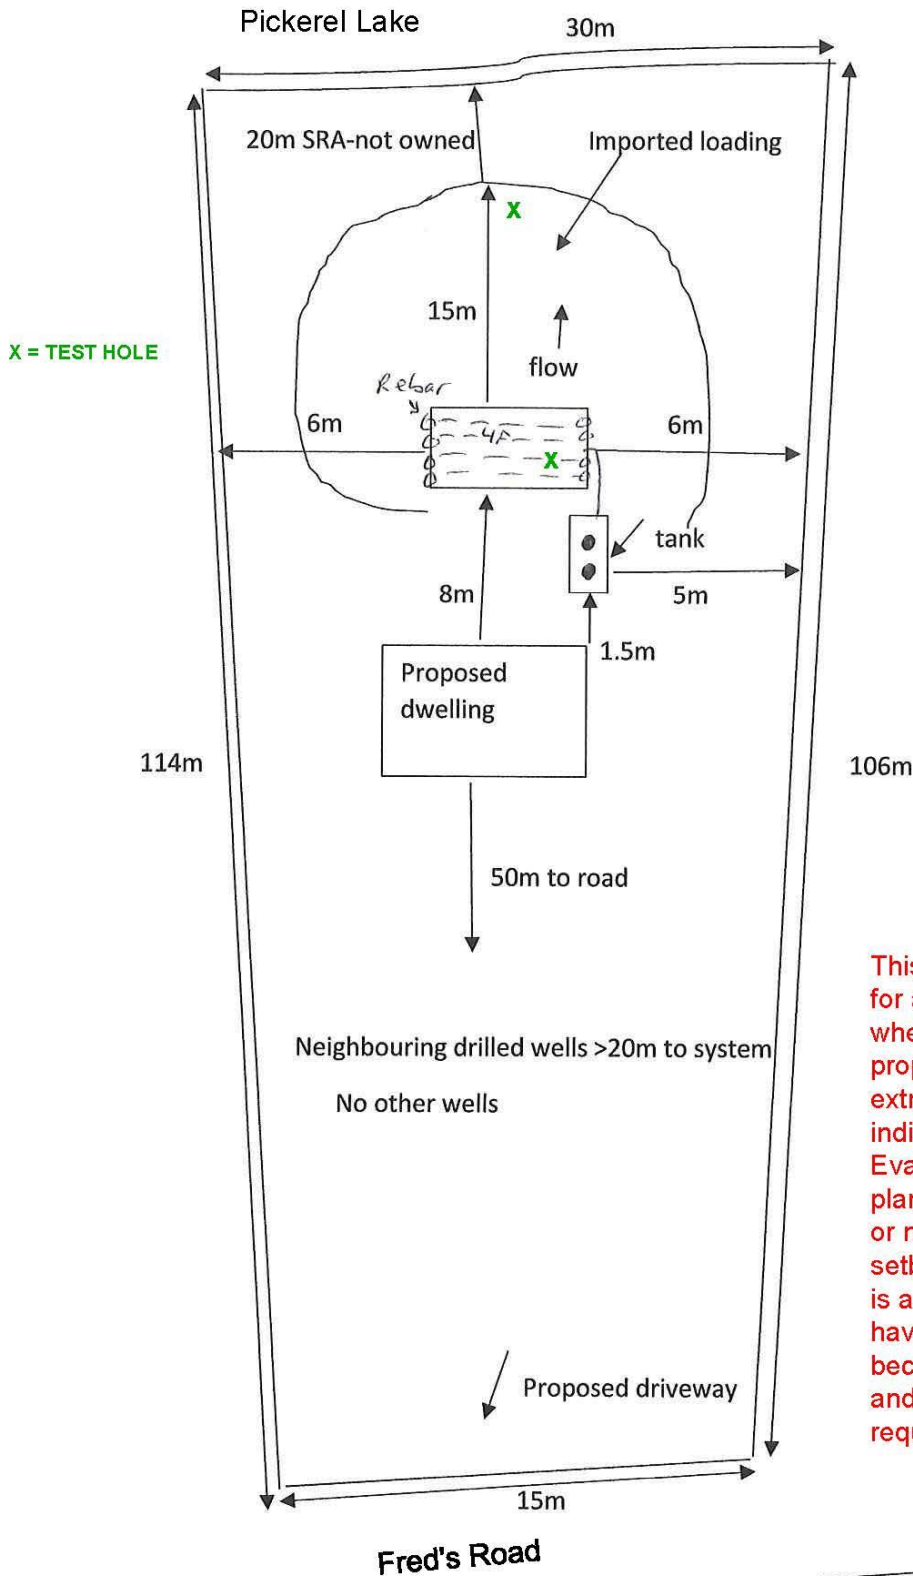 Pickerel Lake
30m
20m SRA-not owned
Imported loading
X
15m
X = TEST HOLE
flow
Rebar
6m
6m
X
tank
8m
5m
1.5m
Proposed
dwelling
114m
106m
50m to road
Neighbouring drilled wells >20m to system
No other wells
This
for
whe
prop
extr
indi
Eva
plan
or
setb
is a
hav
bec
and
requ
Proposed driveway
15m
Fred's Road